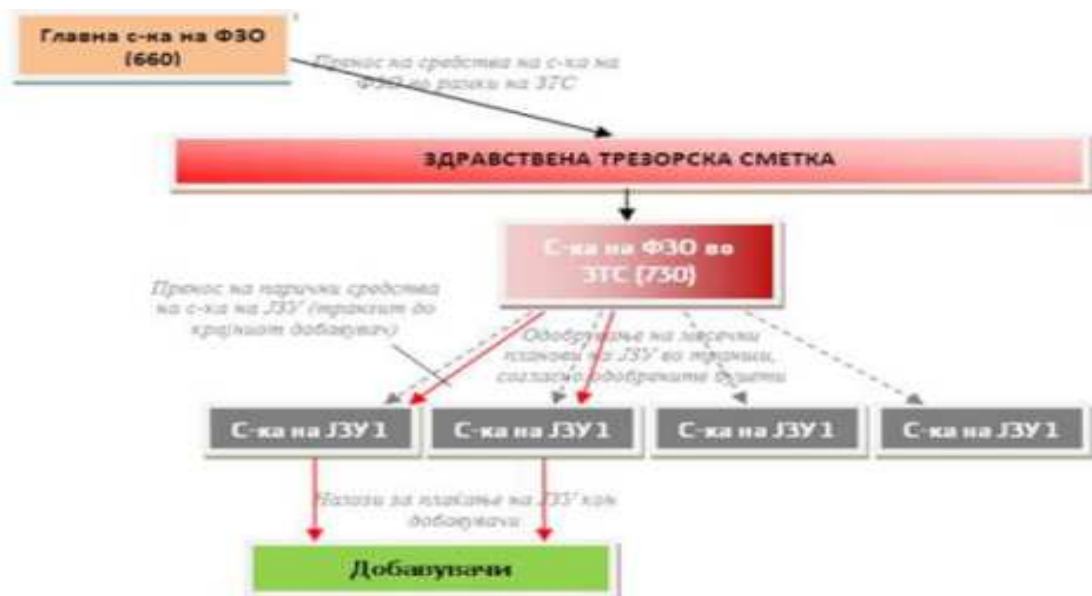 Главна с-ка на ФЗО
(660)
Пренос на средства на с-ка на
ФЗО во рамки на ЗТС
ЗДРАВСТВЕНА ТРЕЗОРСКА СМЕТКА
С-ка на ФЗО во
ЗТС (730)
Пренос на парични средства
на с-ка на ЈЗУ (транзит до
крајниот добавувач)
Одобрување на месечни
планови на ЈЗУ во транши,
согласно одобрените буџети
С-ка на ЈЗУ 1
С-ка на ЈЗУ 1
С-ка на ЈЗУ 1
С-ка на ЈЗУ 1
Налози за плаќање на ЈЗУ кон
добавувачи
Добавувачи